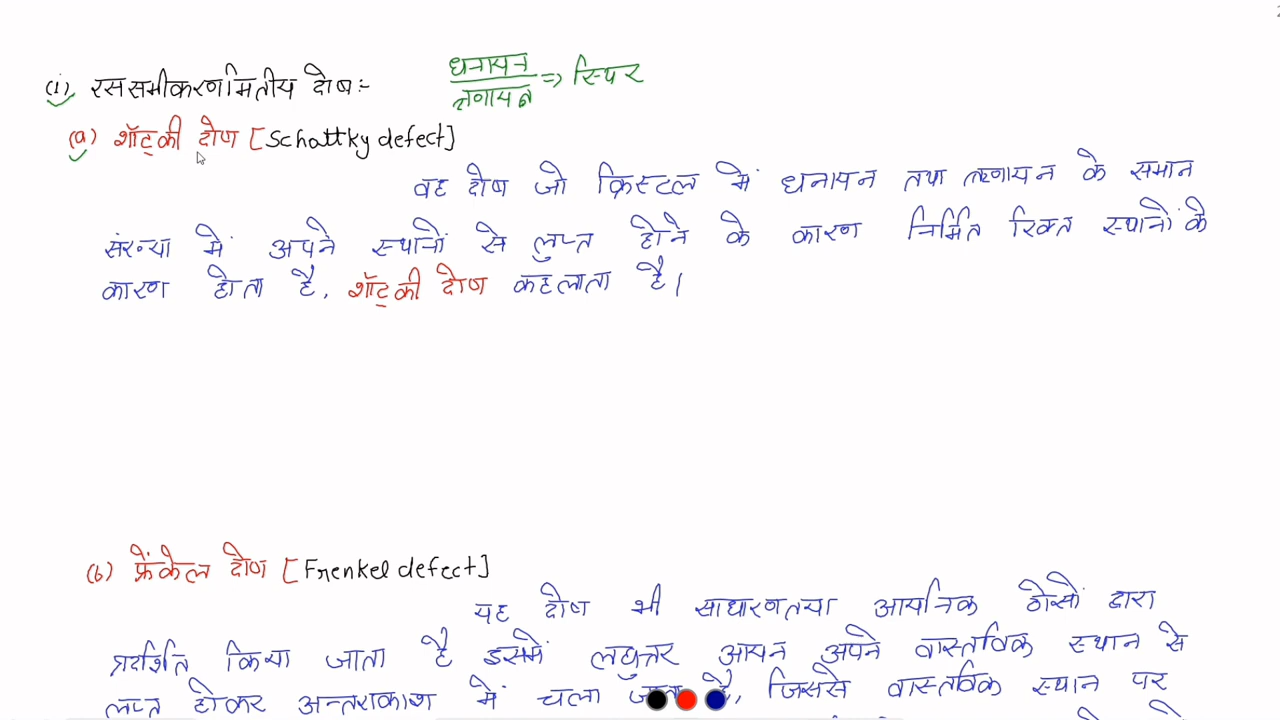 (i) रससमीकरणमितीय दोष :-
धनायन
ऋणायन => स्थिर
(a) शॉट्की दोष [Schottky defect]
वह दोष जो क्रिस्टल में धनायन तथा ऋणायन के समान
संख्या में अपने स्थानों से लुप्त होने के कारण निर्मित रिक्त स्थानों के
कारण होता है, शॉट्की दोष कहलाता है।
(b) फ्रेंकेल दोष [Frenkel defect]
यह दोष भी साधारणतया आयनिक ठोसों द्वारा
प्रदर्शित किया जाता है इसमें लघुत्तर आयन अपने वास्तविक स्थान से
लुप्त होकर अन्तराकाश में चला जाता है, जिससे वास्तविक स्थान पर